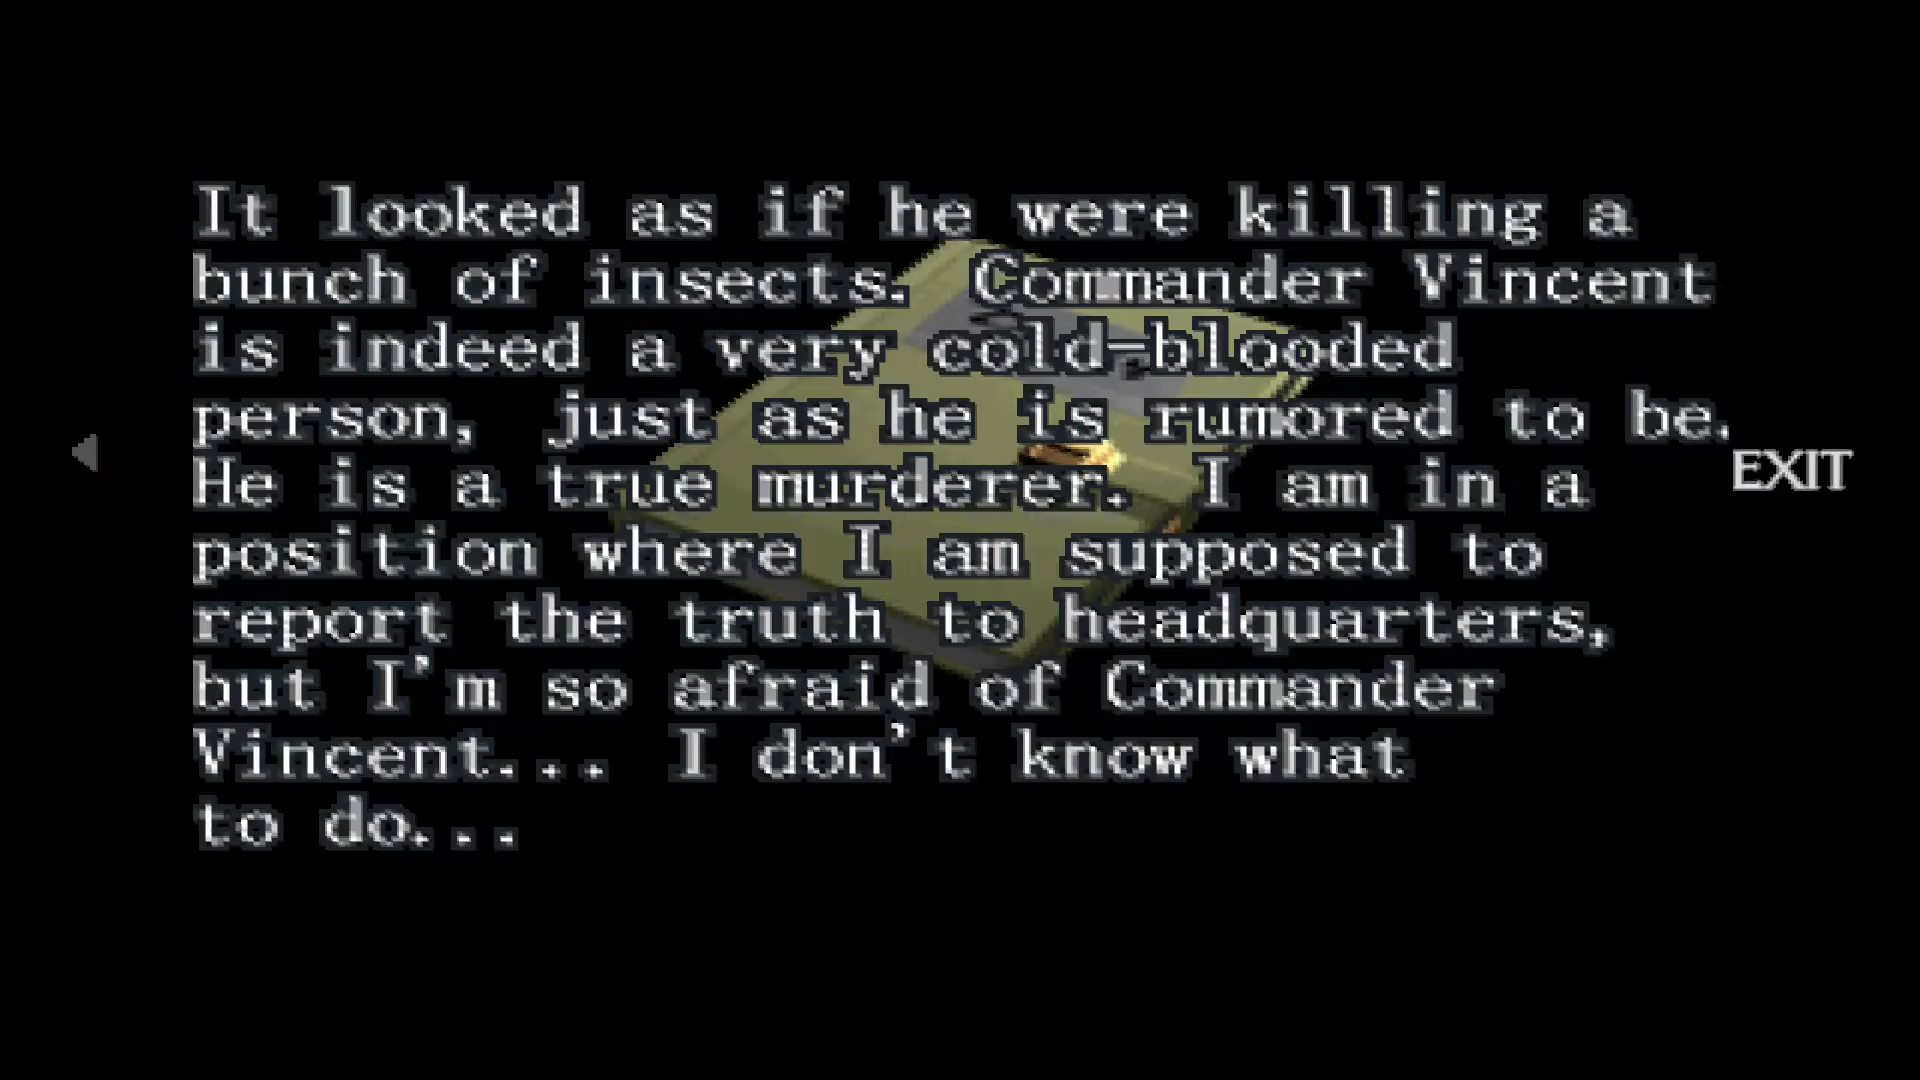 It looked as if he were killing a
bunch of insects. Commander Vincent
is indeed a very cold-blooded
person, just as he is rumored to be.
He is a true murderer. I am in a
position where I am supposed to
report the truth to headquarters,
but I'm so afraid of Commander
Vincent... I don't know what
to do...
EXIT